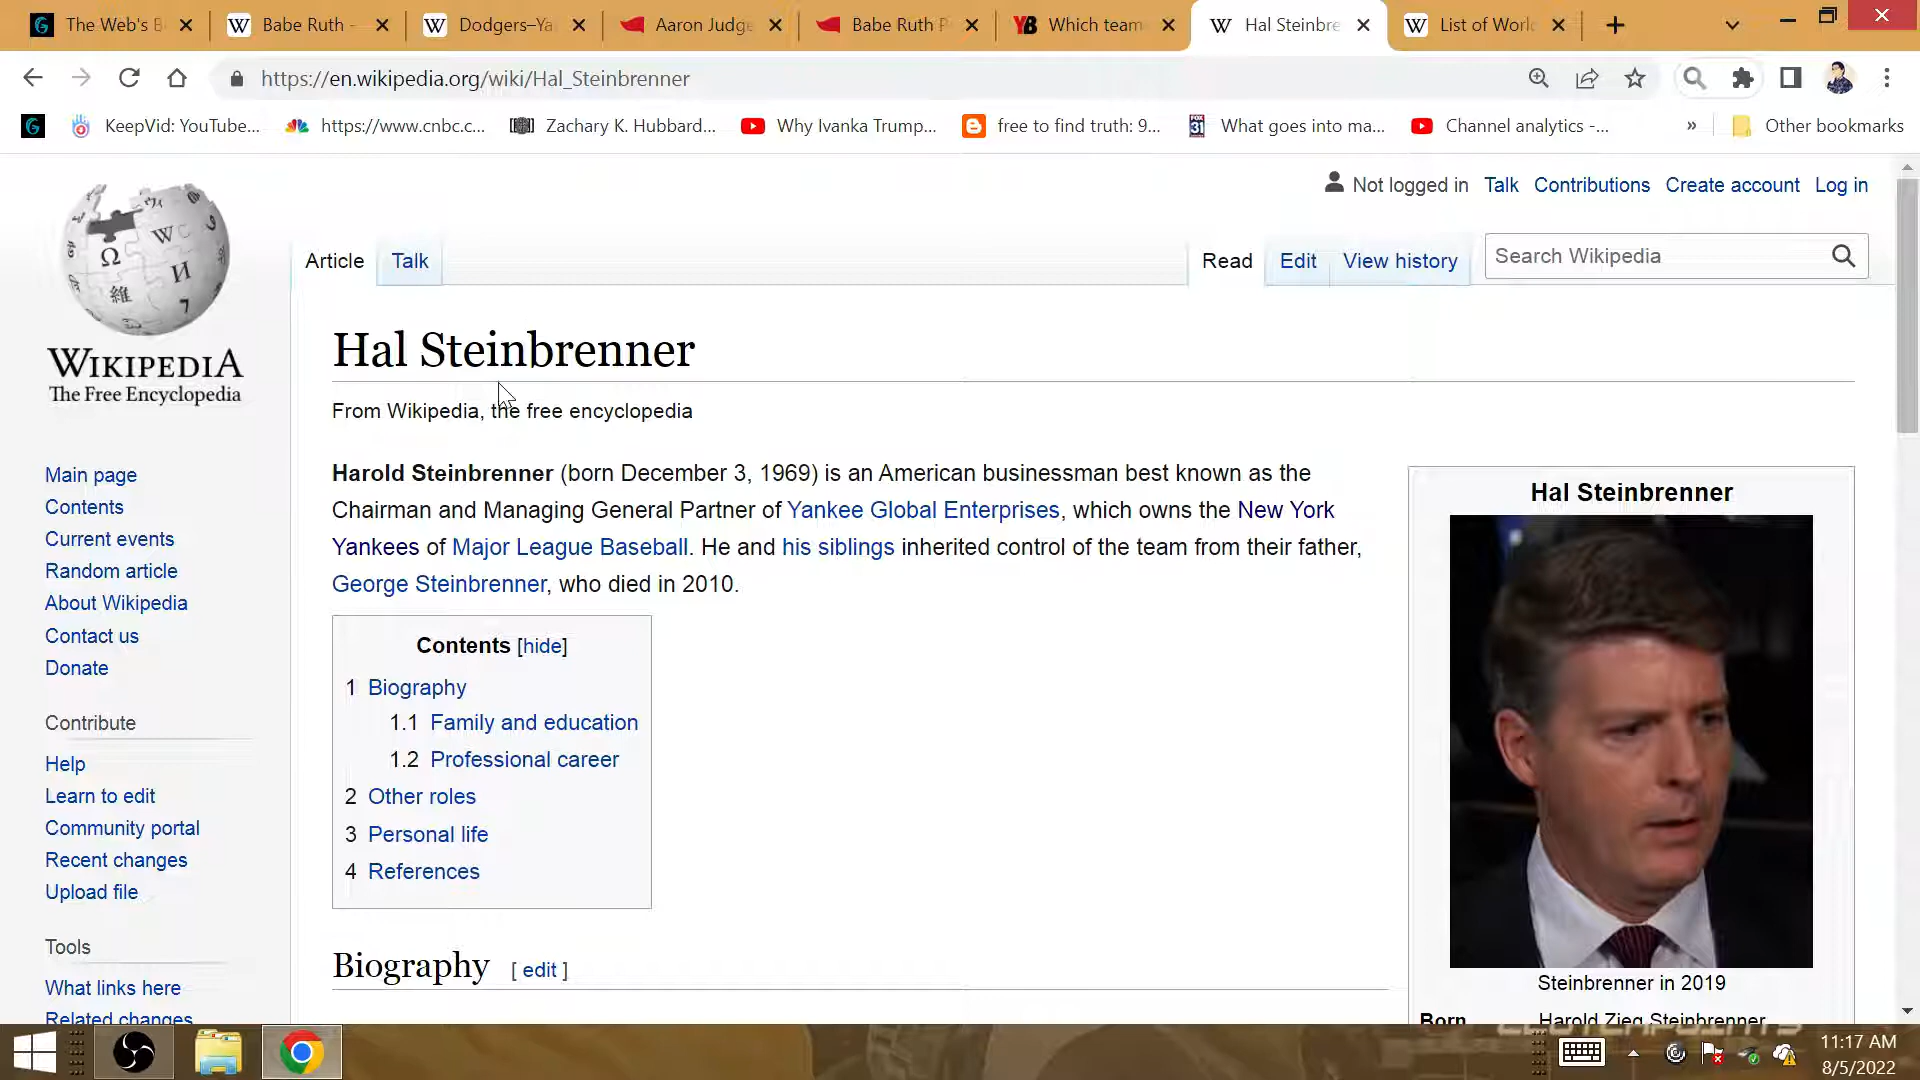 The Web's B
Babe Ruth -
Dodgers–Ya
Aaron Judge
Babe Ruth P
Which team
Hal Steinbre
List of World
https://en.wikipedia.org/wiki/Hal_Steinbrenner
KeepVid: YouTube...
https://www.cnbc.c...
Zachary K. Hubbard...
Why Ivanka Trump...
free to find truth: 9...
What goes into ma...
Channel analytics -...
»
Other bookmarks
Not logged in Talk Contributions Create account Log in
Article Talk Read Edit View history Search Wikipedia
WIKIPEDIA
The Free Encyclopedia
Main page
Contents
Current events
Random article
About Wikipedia
Contact us
Donate
Contribute
Help
Learn to edit
Community portal
Recent changes
Upload file
Tools
What links here
Related changes
Hal Steinbrenner
From Wikipedia, the free encyclopedia
Harold Steinbrenner (born December 3, 1969) is an American businessman best known as the
Chairman and Managing General Partner of Yankee Global Enterprises, which owns the New York
Yankees of Major League Baseball. He and his siblings inherited control of the team from their father,
George Steinbrenner, who died in 2010.
Contents [hide]
1 Biography
1.1 Family and education
1.2 Professional career
2 Other roles
3 Personal life
4 References
Biography [ edit ]
Hal Steinbrenner
Steinbrenner in 2019
Born Harold Zieg Steinbrenner
11:17 AM
8/5/2022